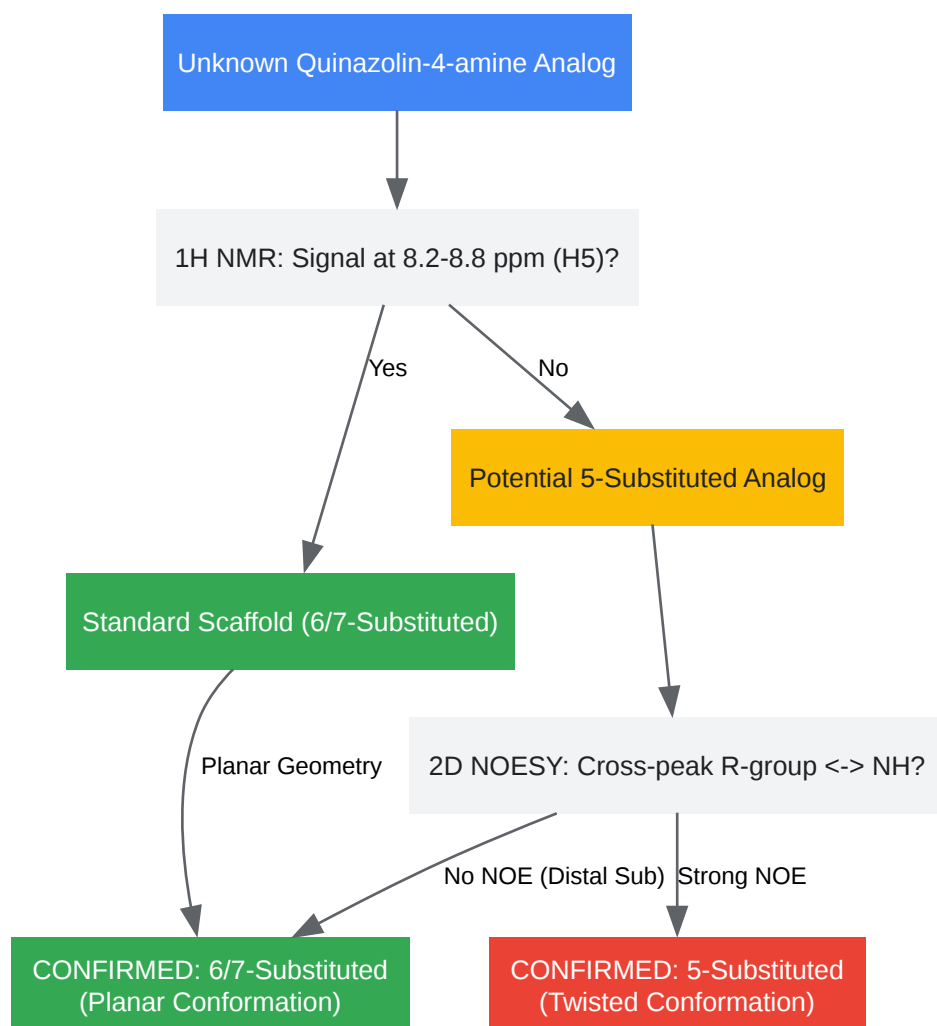 Unknown Quinazolin-4-amine Analog
1H NMR: Signal at 8.2-8.8 ppm (H5)?
Yes
No
Potential 5-Substituted Analog
Standard Scaffold (6/7-Substituted)
Planar Geometry
2D NOESY: Cross-peak R-group <-> NH?
No NOE (Distal Sub)
Strong NOE
CONFIRMED: 6/7-Substituted
(Planar Conformation)
CONFIRMED: 5-Substituted
(Twisted Conformation)